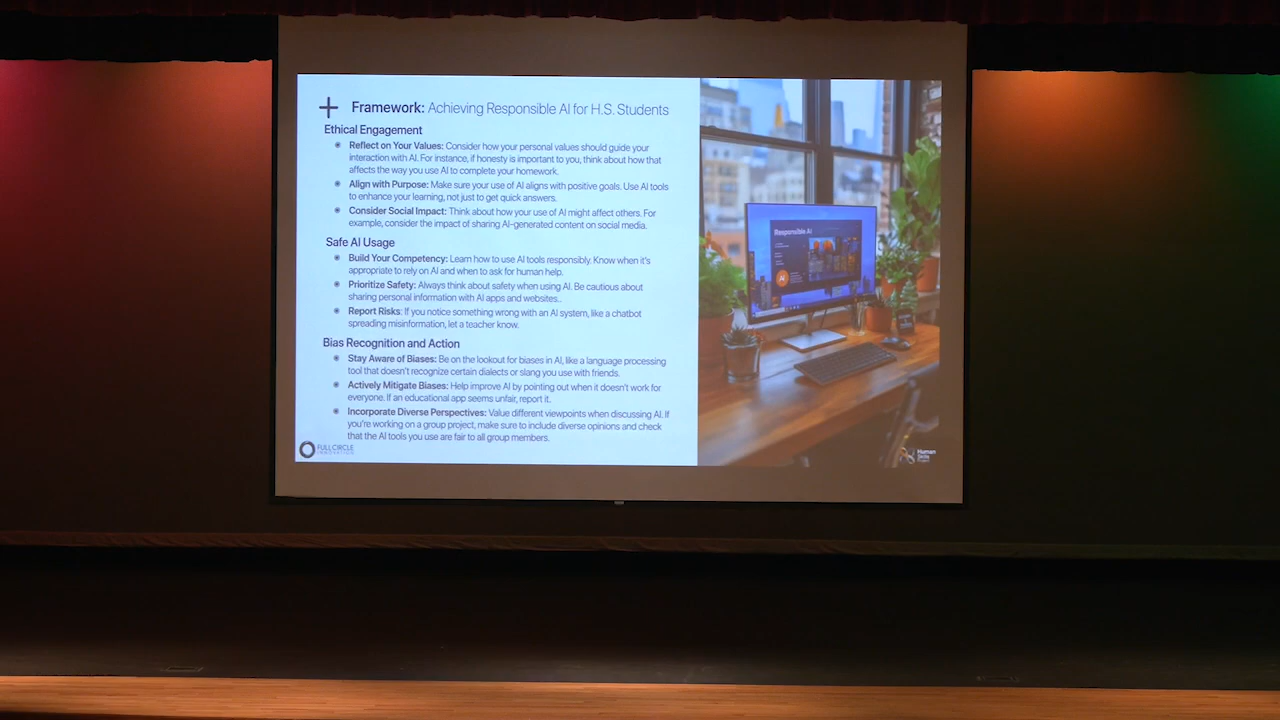 Framework: Achieving Responsible AI for H.S. Students
Ethical Engagement
Reflect on Your Values: Consider how your personal values should guide your
interaction with AI. For instance, if honesty is important to you, think about how that
affects the way you use AI to complete your homework.
Align with Purpose: Make sure your use of AI aligns with positive goals. Use AI tools
to enhance your learning, not just to get quick answers.
Consider Social Impact: Think about how your use of AI might affect others. For
example, consider the impact of sharing AI-generated content on social media.
Safe AI Usage
Build Your Competency: Learn how to use AI tools responsibly. Know when it's
appropriate to rely on AI and when to ask for human help.
Prioritize Safety: Always think about safety when using AI. Be cautious about
sharing personal information with AI apps and websites..
Report Risks: If you notice something wrong with an AI system, like a chatbot
spreading misinformation, let a teacher know.
Bias Recognition and Action
Stay Aware of Biases: Be on the lookout for biases in AI, like a language processing
tool that doesn't recognize certain dialects or slang you use with friends.
Actively Mitigate Biases: Help improve AI by pointing out when it doesn't work for
everyone. If an educational app seems unfair, report it.
Incorporate Diverse Perspectives: Value different viewpoints when discussing AI. If
you're working on a group project, make sure to include diverse opinions and check
that the AI tools you use are fair to all group members.
FULL CIRCLE
INNOVATION
Responsible AI
AI
Human
Skills
Project